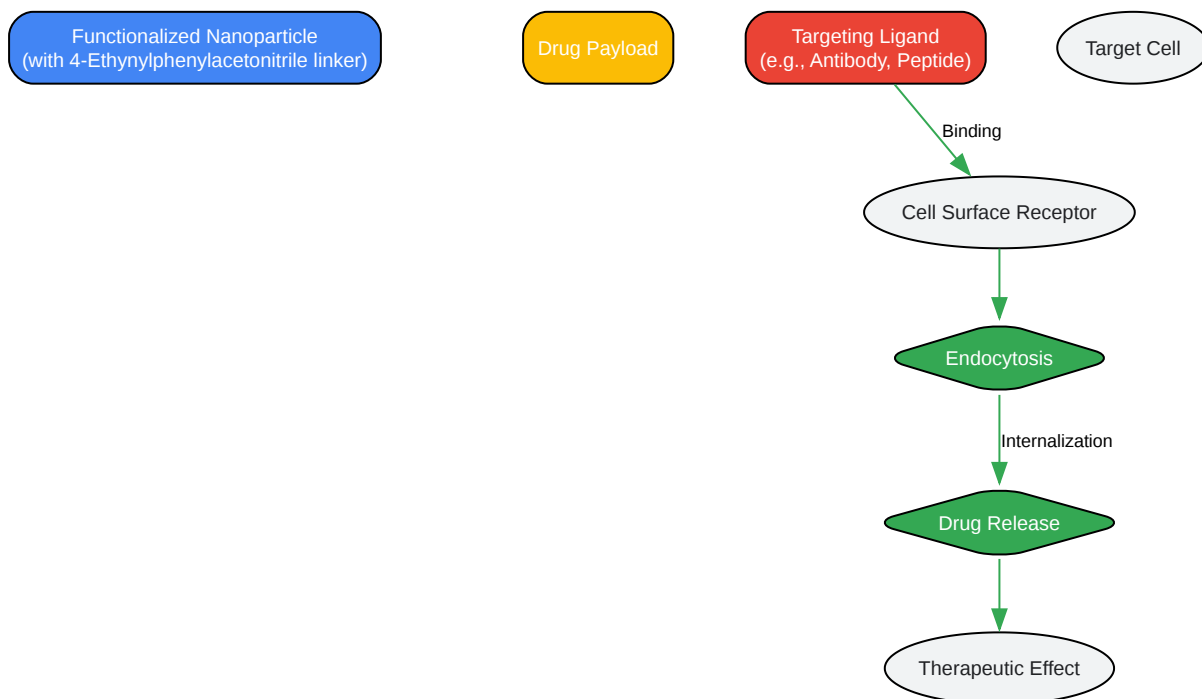 Functionalized Nanoparticle
(with 4-Ethynylphenylacetonitrile linker)
Drug Payload
Targeting Ligand
(e.g., Antibody, Peptide)
Target Cell
Binding
Cell Surface Receptor
Endocytosis
Internalization
Drug Release
Therapeutic Effect